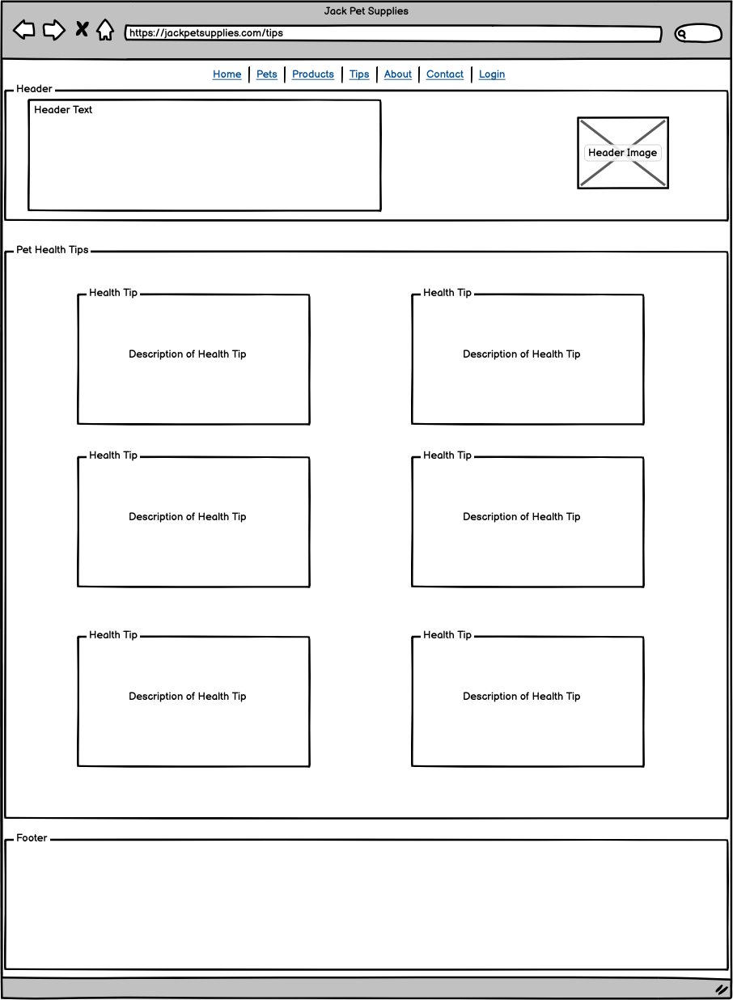 Jack Pet Supplies
https://jackpetsupplies.com/tips
Home Pets Products Tips About Contact Login
Header
Header Text
Header Image
Pet Health Tips
Health Tip
Description of Health Tip
Health Tip
Description of Health Tip
Health Tip
Description of Health Tip
Health Tip
Description of Health Tip
Health Tip
Description of Health Tip
Health Tip
Description of Health Tip
Footer